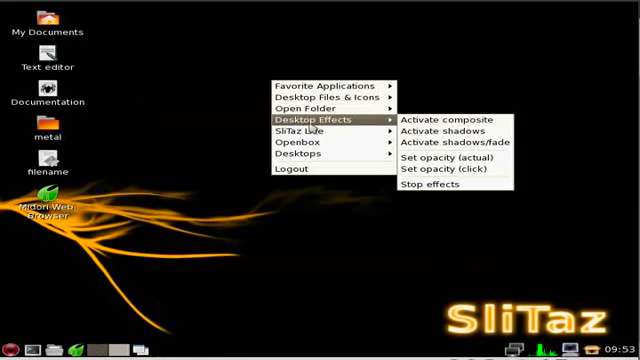 My Documents
Text editor
Documentation
metal
filename
Midori Web
Browser
Favorite Applications
Desktop Files & Icons
Open Folder
Desktop Effects
SliTaz Live
Openbox
Desktops
Logout
Activate composite
Activate shadows
Activate shadows/fade
Set opacity (actual)
Set opacity (click)
Stop effects
SliTaz
09:53